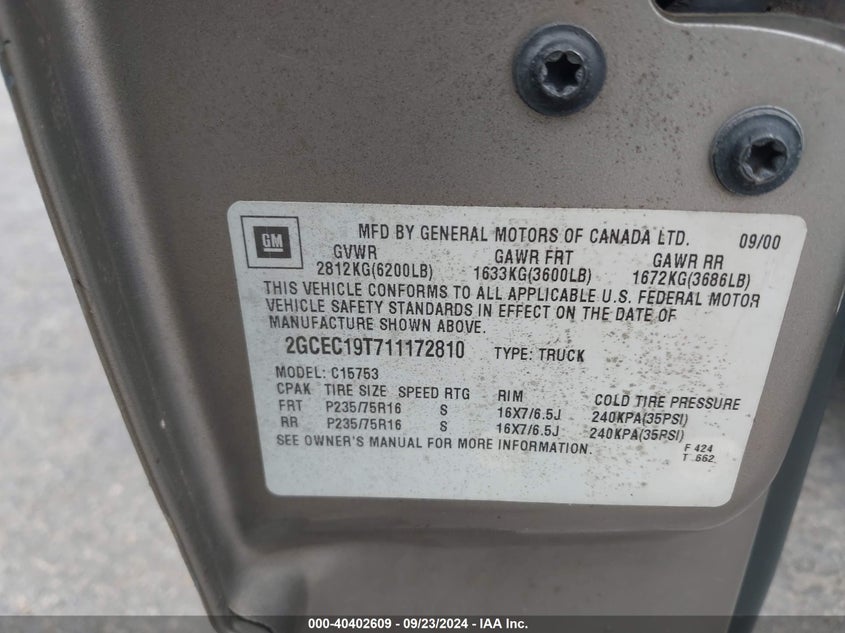 GM
MFD BY GENERAL MOTORS OF CANADA LTD. 09/00
GVWR GAWR FRT GAWR RR
2812KG(6200LB) 1633KG(3600LB) 1672KG(3686LB)
THIS VEHICLE CONFORMS TO ALL APPLICABLE U.S. FEDERAL MOTOR
VEHICLE SAFETY STANDARDS IN EFFECT ON THE DATE OF
MANUFACTURE SHOWN ABOVE.
2GCEC19T711172810 TYPE: TRUCK
MODEL: C15753
CPAK TIRE SIZE SPEED RTG RIM COLD TIRE PRESSURE
FRT P235/75R16 S 16X7/6.5J 240KPA(35PSI)
RR P235/75R16 S 16X7/6.5J 240KPA(35PSI)
SEE OWNER'S MANUAL FOR MORE INFORMATION.
F 424
T 662
000-40402609 - 09/23/2024 - IAA Inc.